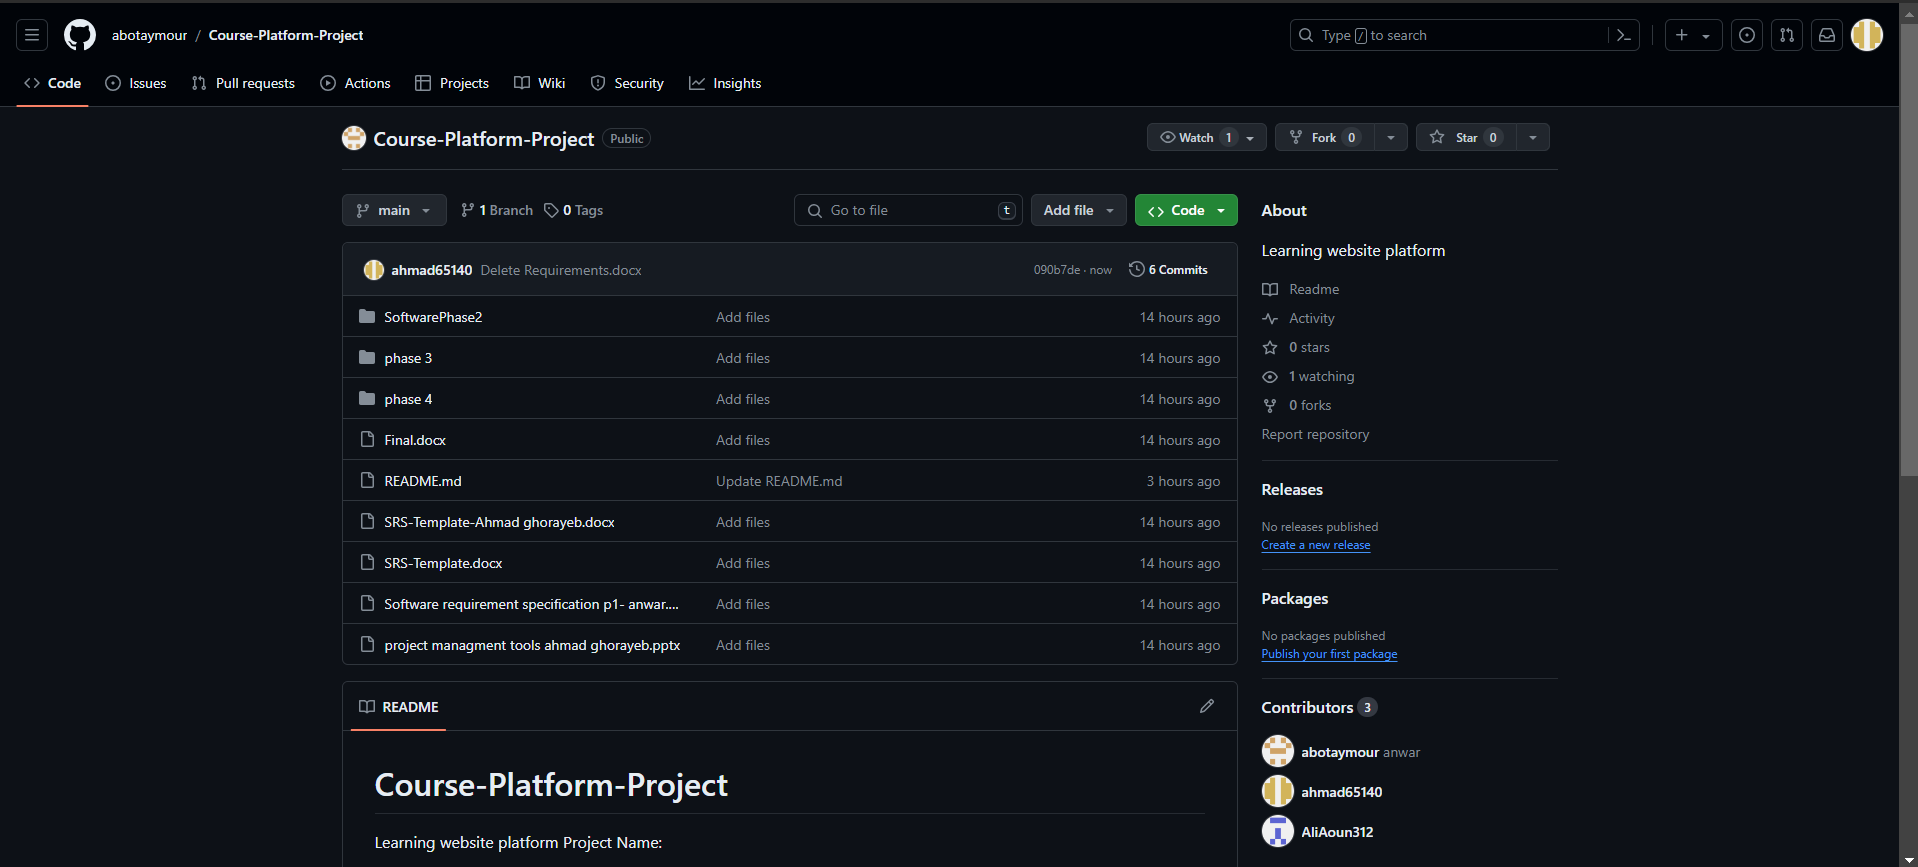 abotaymour / Course-Platform-Project
Type / to search
Code Issues Pull requests Actions Projects Wiki Security Insights
Course-Platform-Project Public
Watch 1 Fork 0 Star 0
main 1 Branch 0 Tags Go to file t Add file Code
ahmad65140 Delete Requirements.docx 090b7de · now 6 Commits
SoftwarePhase2 Add files 14 hours ago
phase 3 Add files 14 hours ago
phase 4 Add files 14 hours ago
Final.docx Add files 14 hours ago
README.md Update README.md 3 hours ago
SRS-Template-Ahmad ghorayeb.docx Add files 14 hours ago
SRS-Template.docx Add files 14 hours ago
Software requirement specification p1- anwar.... Add files 14 hours ago
project managment tools ahmad ghorayeb.pptx Add files 14 hours ago
README
Course-Platform-Project
Learning website platform Project Name:
About
Learning website platform
Readme
Activity
0 stars
1 watching
0 forks
Report repository
Releases
No releases published
Create a new release
Packages
No packages published
Publish your first package
Contributors 3
abotaymour anwar
ahmad65140
AliAoun312